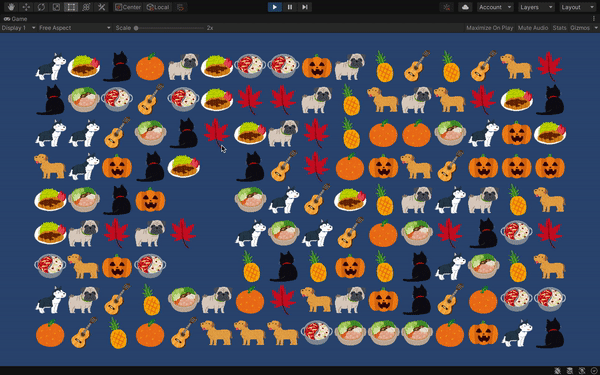 Center Local Account Layers Layout
Game
Display 1 Free Aspect Scale 2x Maximize On Play Mute Audio Stats Gizmos